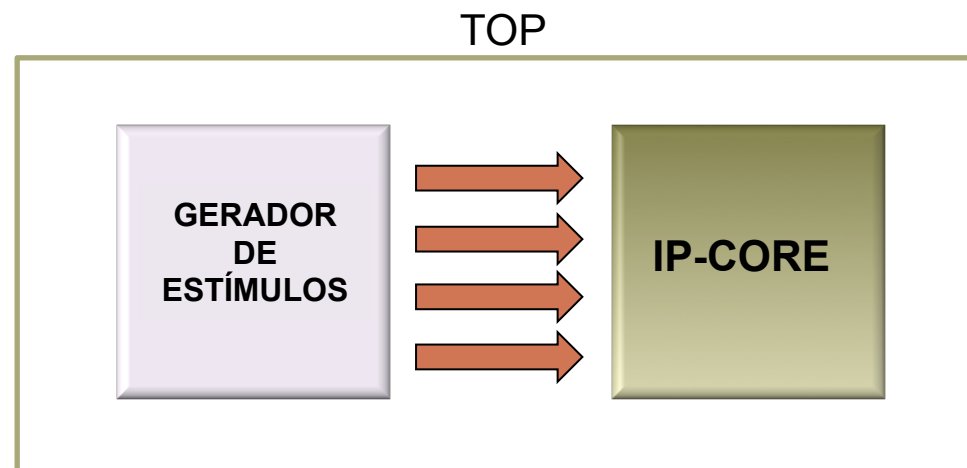 TOP
GERADOR
DE
ESTÍMULOS
IP-CORE